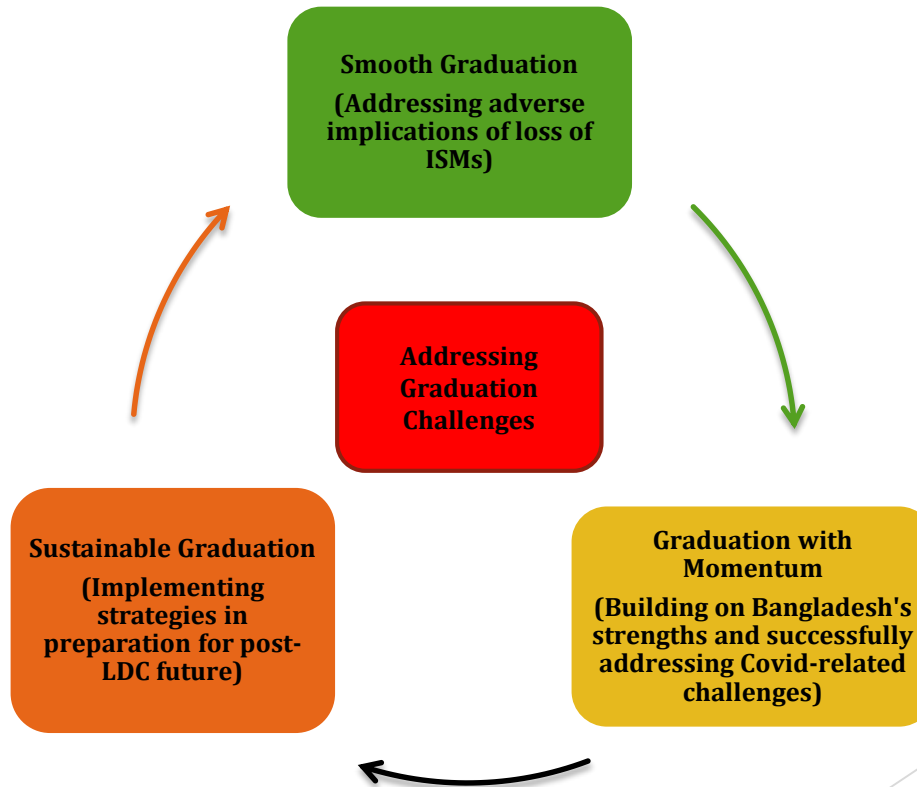 Smooth Graduation
(Addressing adverse
implications of loss of
ISMs)
Addressing
Graduation
Challenges
Graduation with
Momentum
(Building on Bangladesh's
strengths and successfully
addressing Covid-related
challenges)
Sustainable Graduation
(Implementing
strategies in
preparation for post-
LDC future)